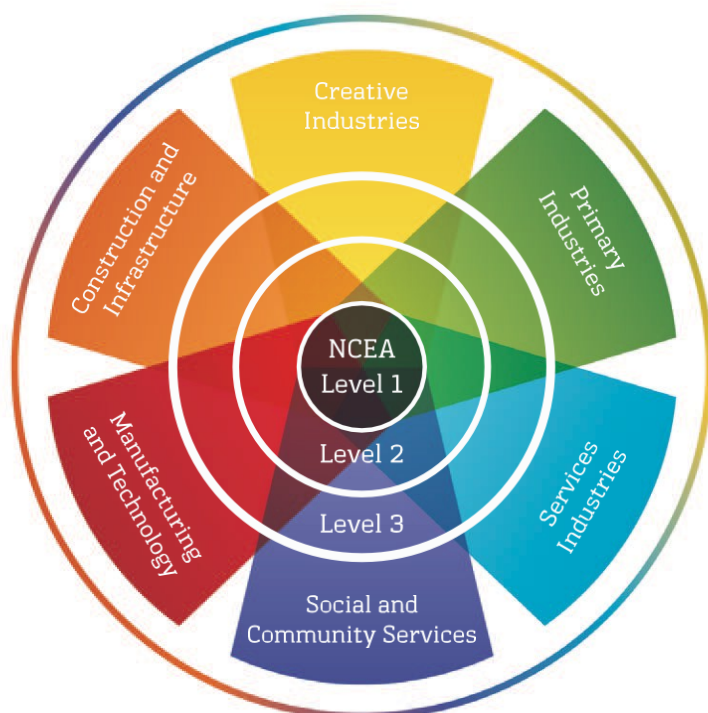 Creative
Industries
Primary
Industries
Services
Industries
Social and
Community Services
Manufacturing
and Technology
Construction and
Infrastructure
NCEA
Level 1
Level 2
Level 3